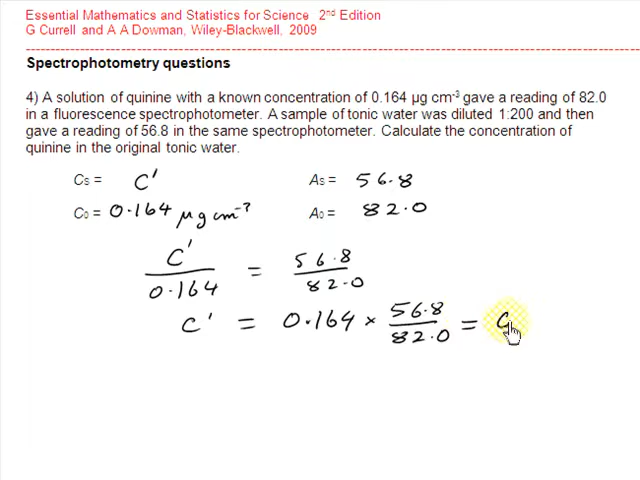 Essential Mathematics and Statistics for Science 2nd Edition
G Currell and A A Dowman, Wiley-Blackwell, 2009
Spectrophotometry questions
4) A solution of quinine with a known concentration of 0.164 µg cm-3 gave a reading of 82.0
in a fluorescence spectrophotometer. A sample of tonic water was diluted 1:200 and then
gave a reading of 56.8 in the same spectrophotometer. Calculate the concentration of
quinine in the original tonic water.
Cs = C' As = 56.8
C0 = 0.164 µg cm-3 A0 = 82.0
C' / 0.164 = 56.8 / 82.0
C' = 0.164 × 56.8 / 82.0 =